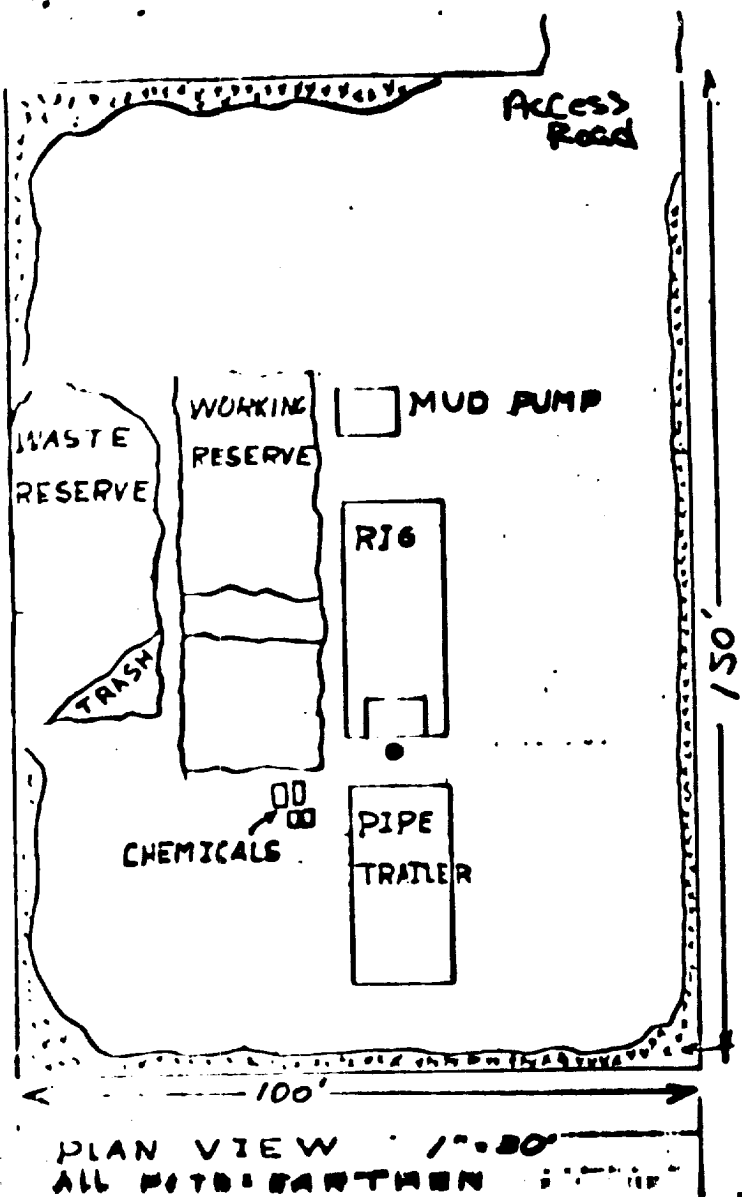 Access
Road
WORKING
RESERVE
MUD PUMP
WASTE
RESERVE
RIG
TRASH
150'
CHEMICALS
PIPE
TRAILER
100'
PLAN VIEW 1"=20'
ALL PITS EARTHEN